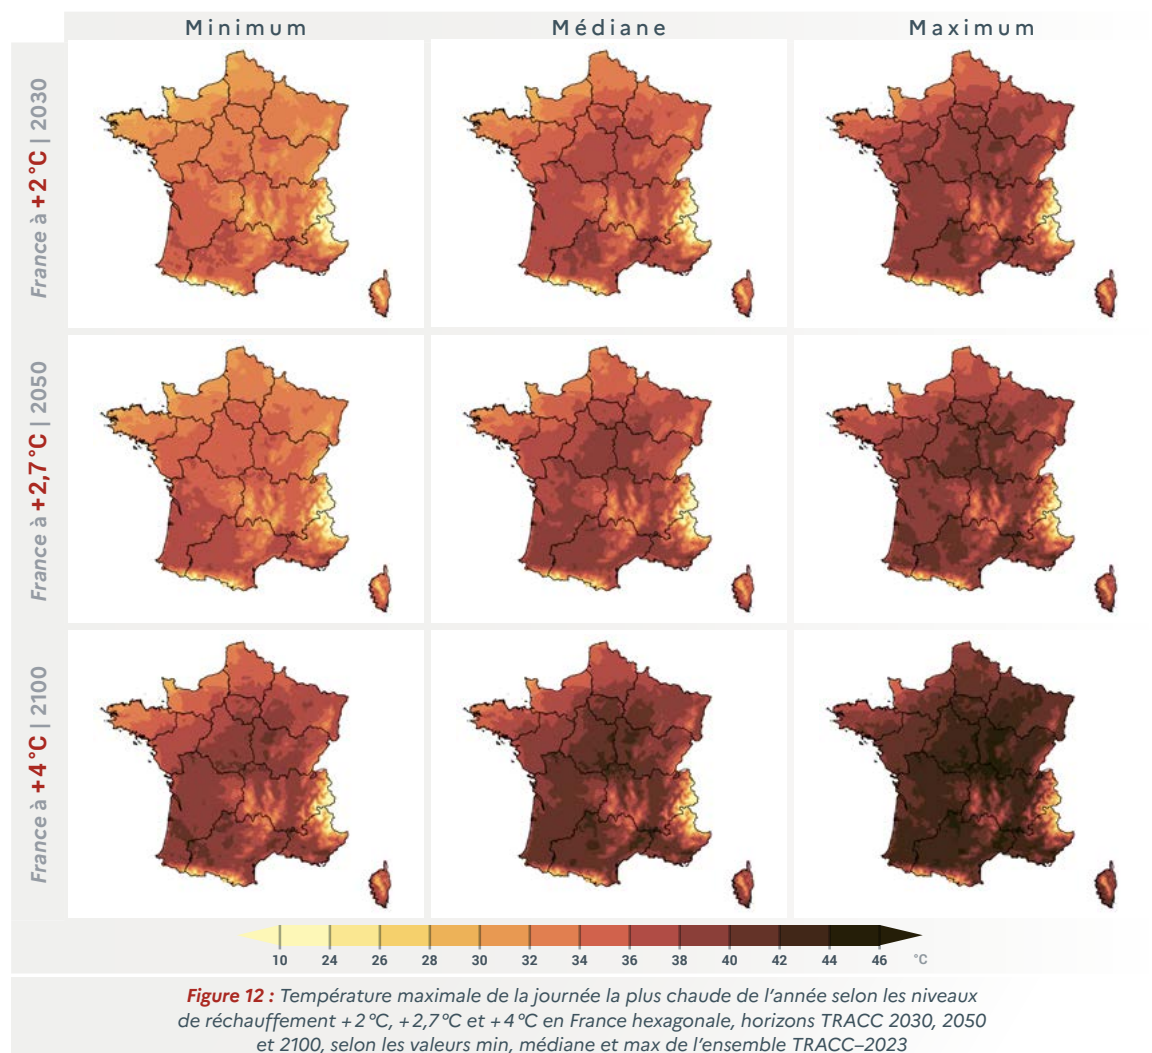 Minimum
Médiane
Maximum
France à +2 °C | 2030
France à +2,7 °C | 2050
France à +4 °C | 2100
10 24 26 28 30 32 34 36 38 40 42 44 46 °C
Figure 12 : Température maximale de la journée la plus chaude de l'année selon les niveaux
de réchauffement +2 °C, +2,7 °C et +4 °C en France hexagonale, horizons TRACC 2030, 2050
et 2100, selon les valeurs min, médiane et max de l'ensemble TRACC–2023